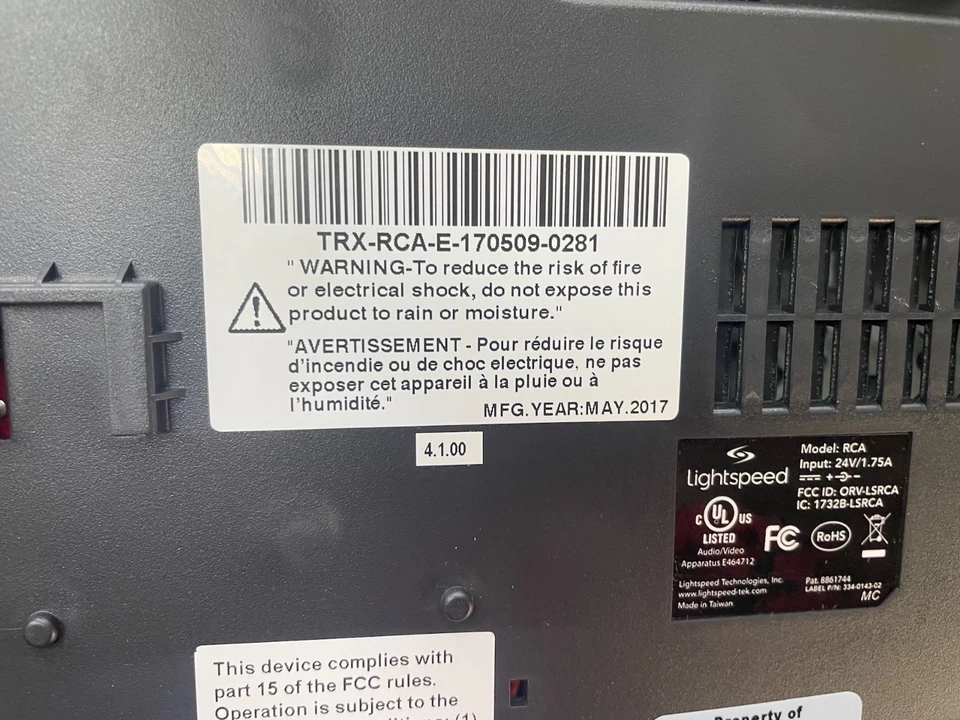 TRX-RCA-E-170509-0281
" WARNING-To reduce the risk of fire
or electrical shock, do not expose this
product to rain or moisture."
"AVERTISSEMENT - Pour réduire le risque
d'incendie ou de choc electrique, ne pas
exposer cet appareil à la pluie ou à
l'humidité."
MFG.YEAR:MAY.2017
4.1.00
Lightspeed
Model: RCA
Input: 24V/1.75A
FCC ID: ORV-LSRCA
IC: 1732B-LSRCA
C UL US
LISTED
Audio/Video
Apparatus E464712
FC
RoHS
Lightspeed Technologies, Inc.
www.lightspeed-tek.com
Made in Taiwan
Pat. 8861744
LABEL P/N: 334-0143-02
MC
This device complies with
part 15 of the FCC rules.
Operation is subject to the
Property of